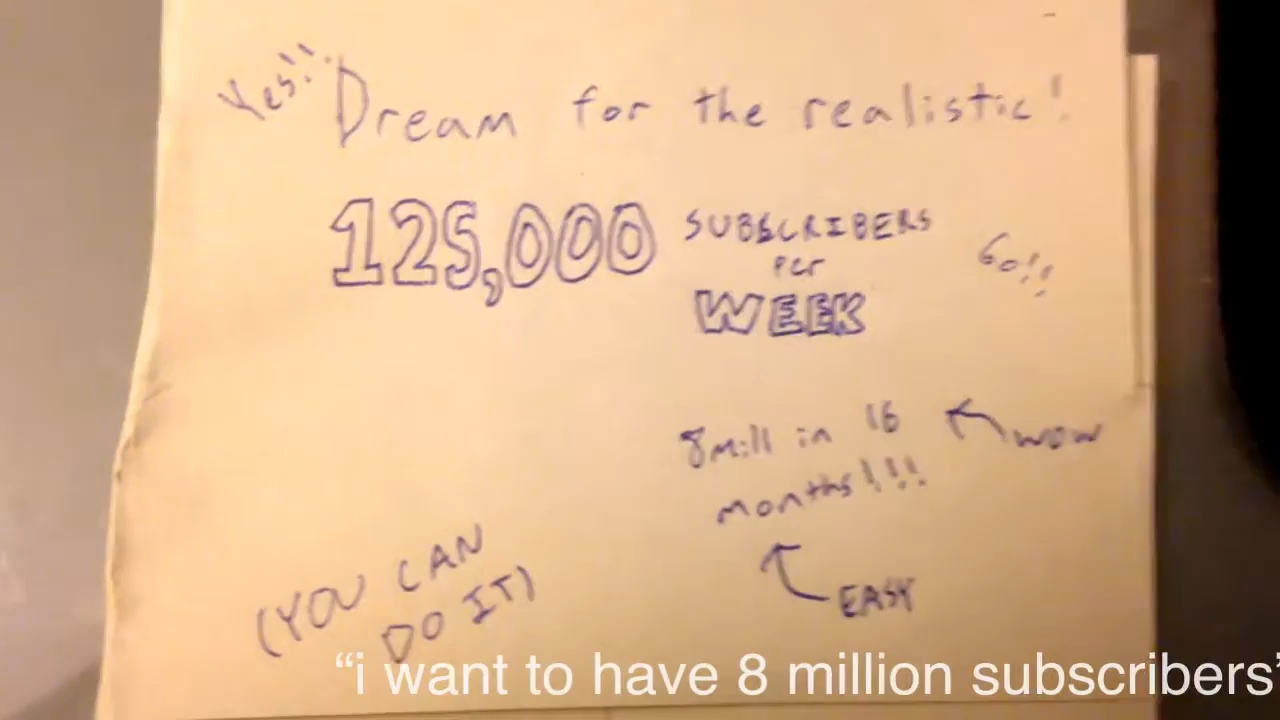 Yes!!
Dream for the realistic!
125,000 SUBSCRIBERS
per
WEEK
Go!!
8mill in 16
months!!!
wow
EASY
(YOU CAN
DO IT)
“i want to have 8 million subscribers”